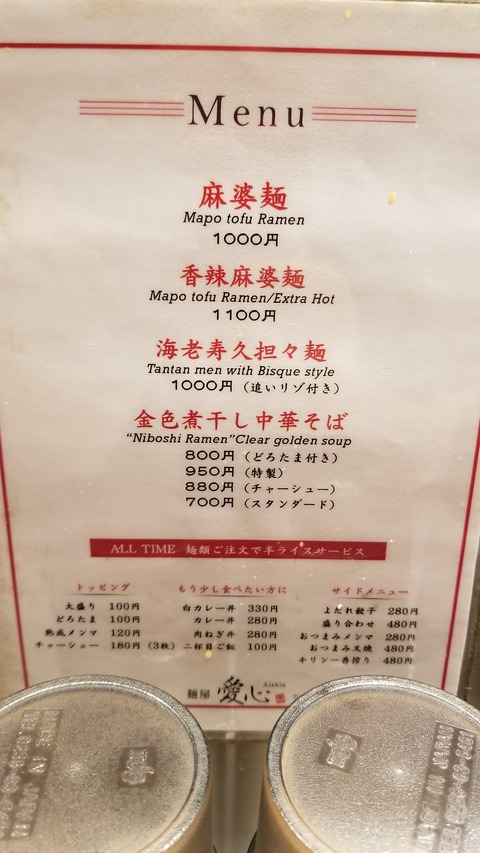 Menu
麻婆麺
Mapo tofu Ramen
1000円
香辣麻婆麺
Mapo tofu Ramen/Extra Hot
1100円
海老寿久担々麺
Tantan men with Bisque style
1000円(追いリゾ付き)
金色煮干し中華そば
“Niboshi Ramen”Clear golden soup
800円(どろたま付き)
950円(特製)
880円(チャーシュー)
700円(スタンダード)
ALL TIME 麺類ご注文で半ライスサービス
トッピング
大盛り 100円
どろたま 100円
熟成メンマ 120円
チャーシュー 180円(3枚)
もう少し食べたい方に
白カレー丼 330円
カレー丼 280円
肉ねぎ丼 280円
二杯目ご飯 100円
サイドメニュー
よだれ餃子 280円
盛り合わせ 480円
おつまみメンマ 280円
おつまみ叉焼 480円
キリン一番搾り 480円
麺屋 愛心 Aishin
MADE IN JAPAN